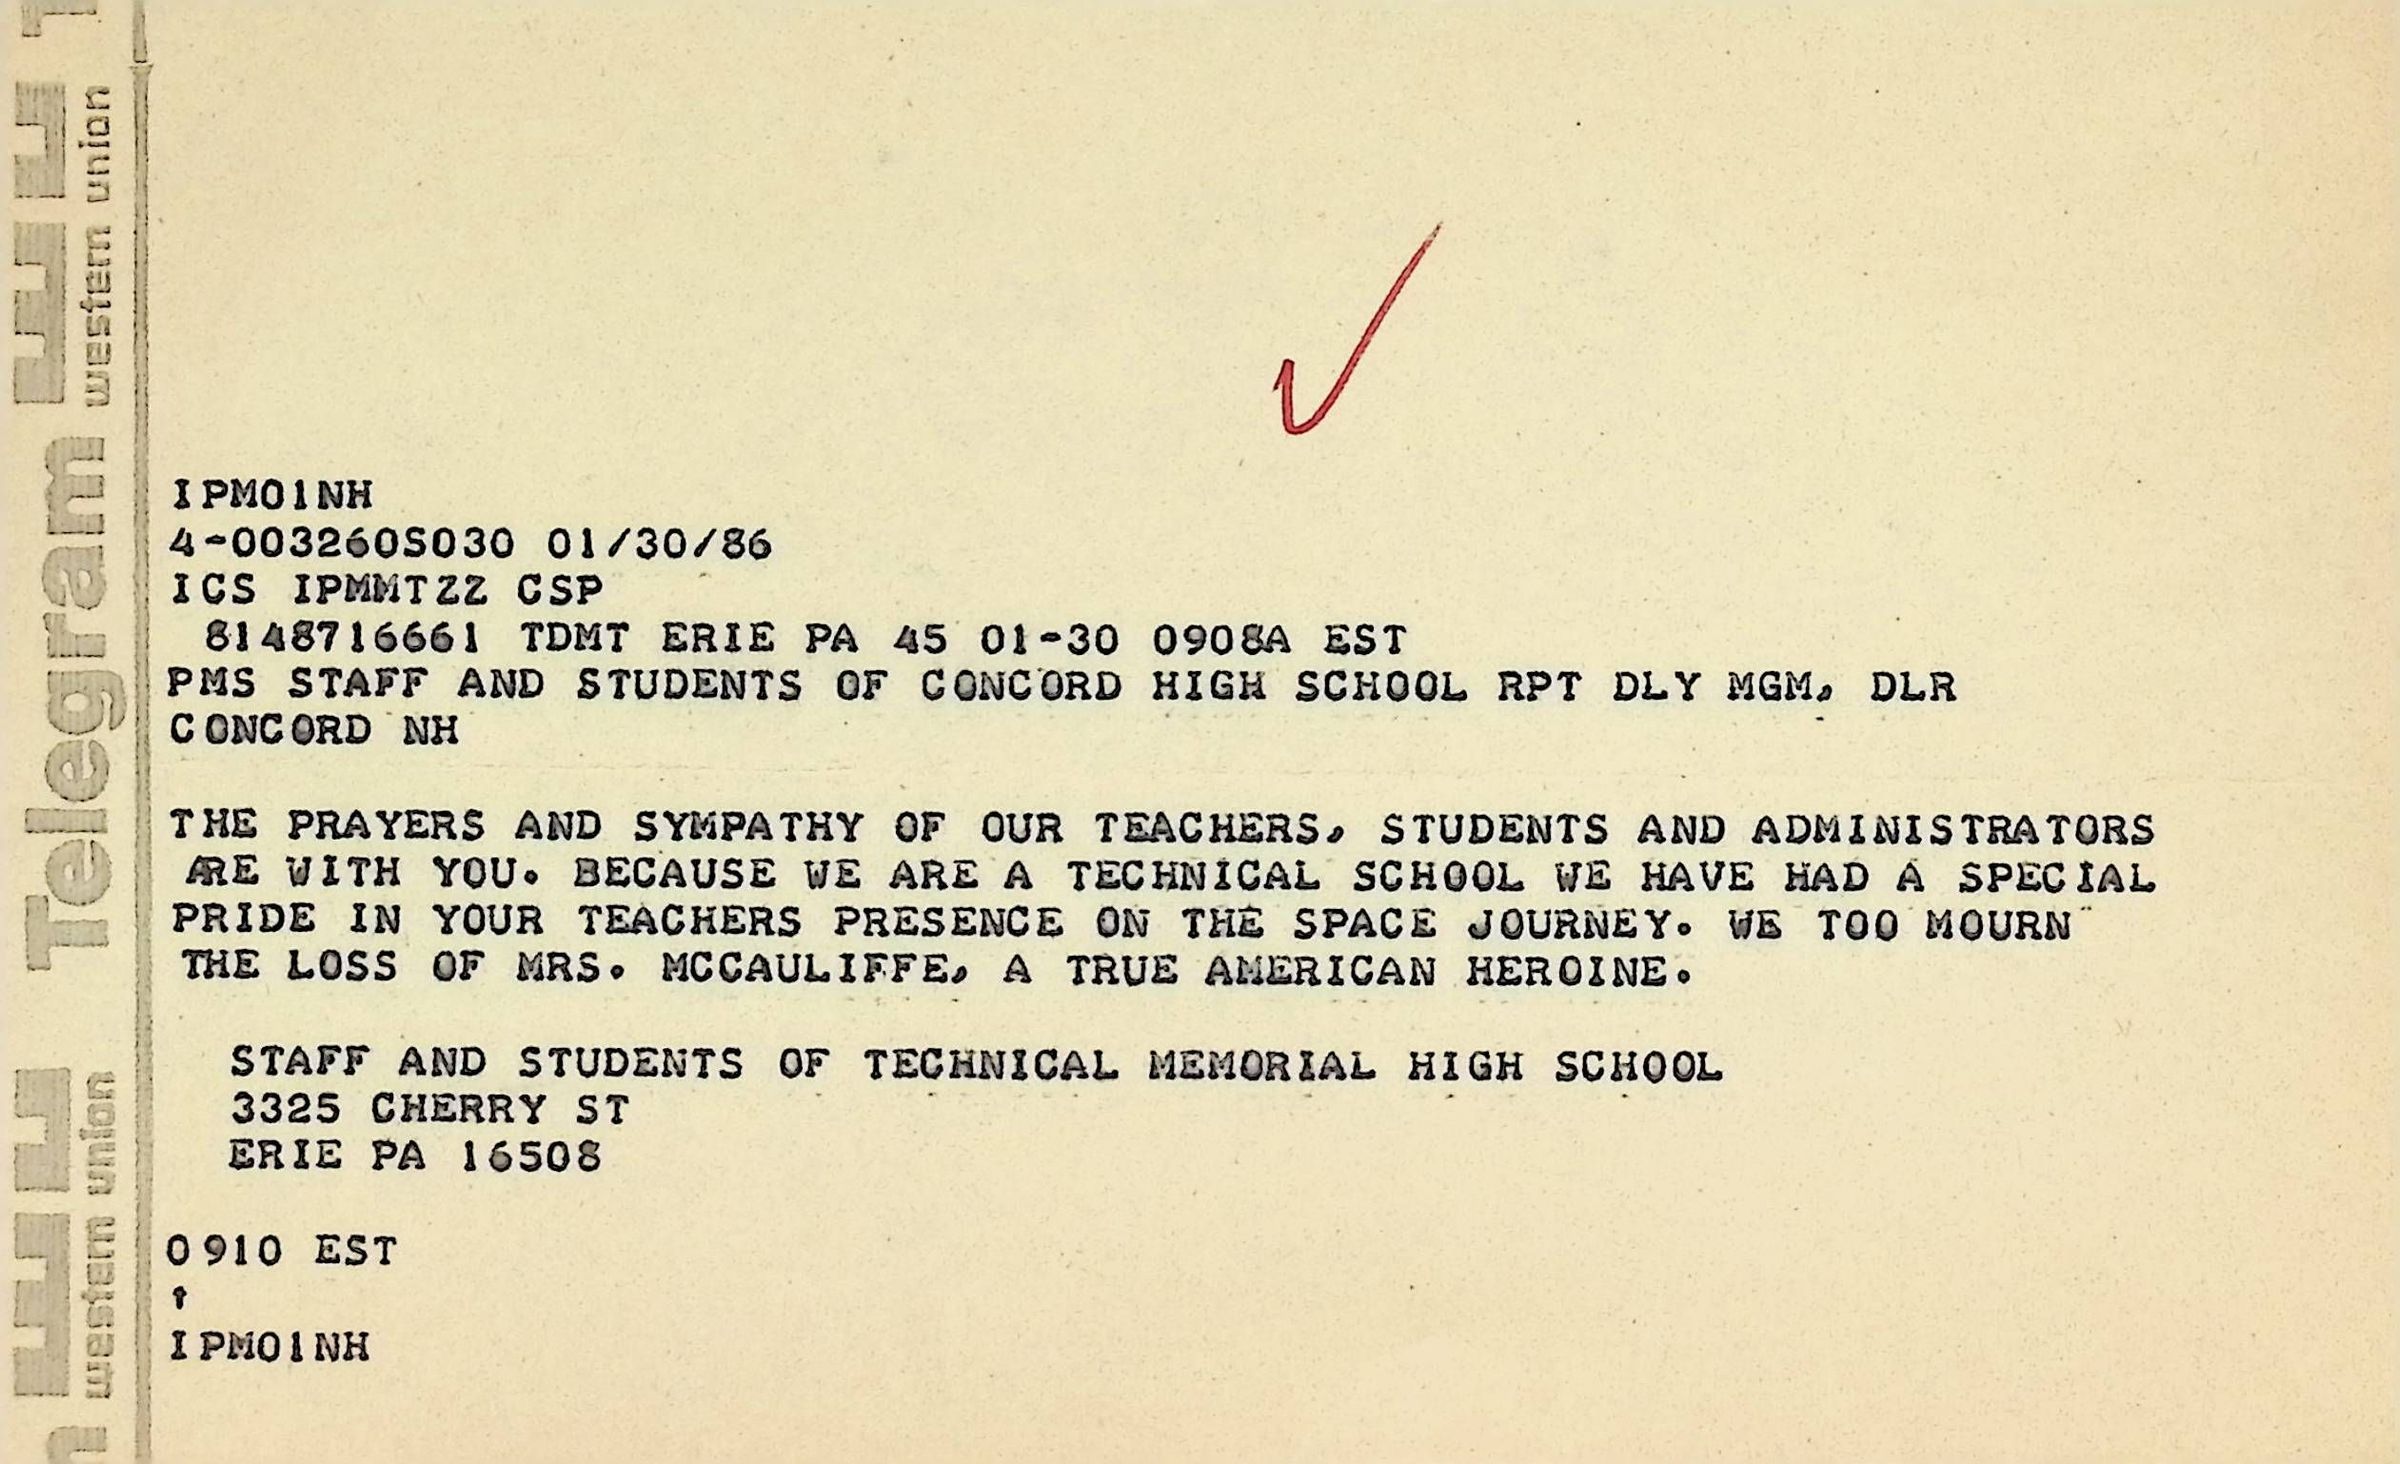 IPM01NH
4-003260S030 01/30/86
ICS IPMMTZZ CSP
8148716661 TDMT ERIE PA 45 01-30 0908A EST
PMS STAFF AND STUDENTS OF CONCORD HIGH SCHOOL RPT DLY MGM, DLR
CONCORD NH
THE PRAYERS AND SYMPATHY OF OUR TEACHERS, STUDENTS AND ADMINISTRATORS
ARE WITH YOU. BECAUSE WE ARE A TECHNICAL SCHOOL WE HAVE HAD A SPECIAL
PRIDE IN YOUR TEACHERS PRESENCE ON THE SPACE JOURNEY. WE TOO MOURN
THE LOSS OF MRS. MCCAULIFFE, A TRUE AMERICAN HEROINE.
STAFF AND STUDENTS OF TECHNICAL MEMORIAL HIGH SCHOOL
3325 CHERRY ST
ERIE PA 16508
0910 EST
IPM01NH
western union
Telegram
western union